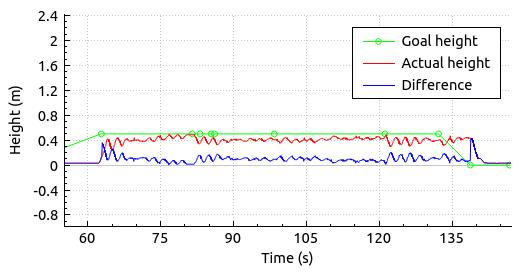 2.4
2
1.6
1.2
0.8
0.4
0
-0.4
-0.8
Height (m)
Goal height
Actual height
Difference
60 75 90 105 120 135
Time (s)